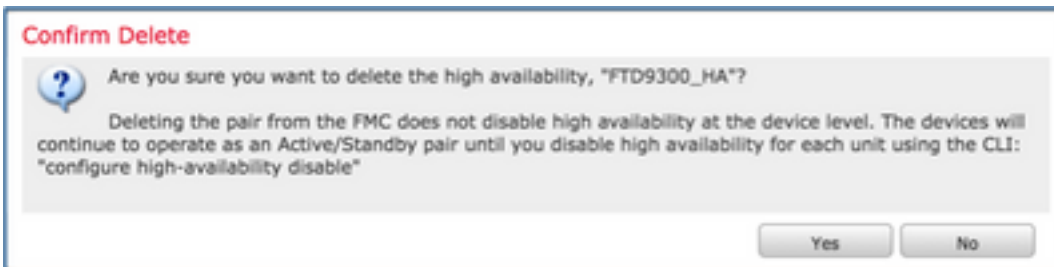 Confirm Delete
Are you sure you want to delete the high availability, "FTD9300_HA"?
Deleting the pair from the FMC does not disable high availability at the device level. The devices will
continue to operate as an Active/Standby pair until you disable high availability for each unit using the CLI:
"configure high-availability disable"
Yes No